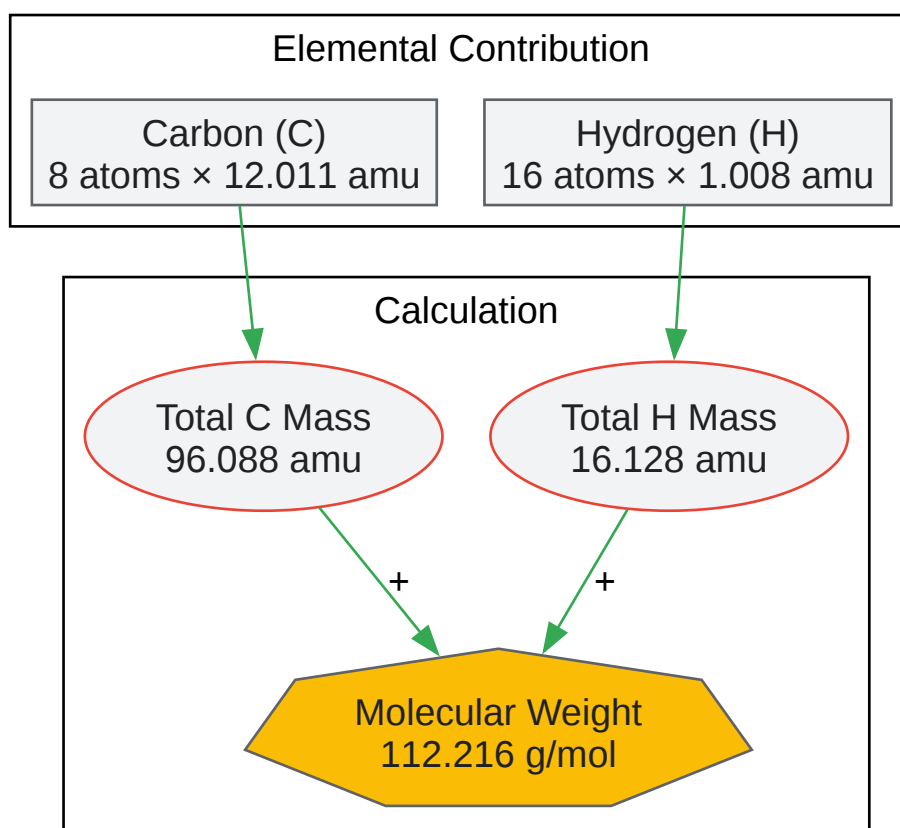 Elemental Contribution
Carbon (C)
8 atoms × 12.011 amu
Hydrogen (H)
16 atoms × 1.008 amu
Calculation
Total C Mass
96.088 amu
Total H Mass
16.128 amu
+
+
Molecular Weight
112.216 g/mol